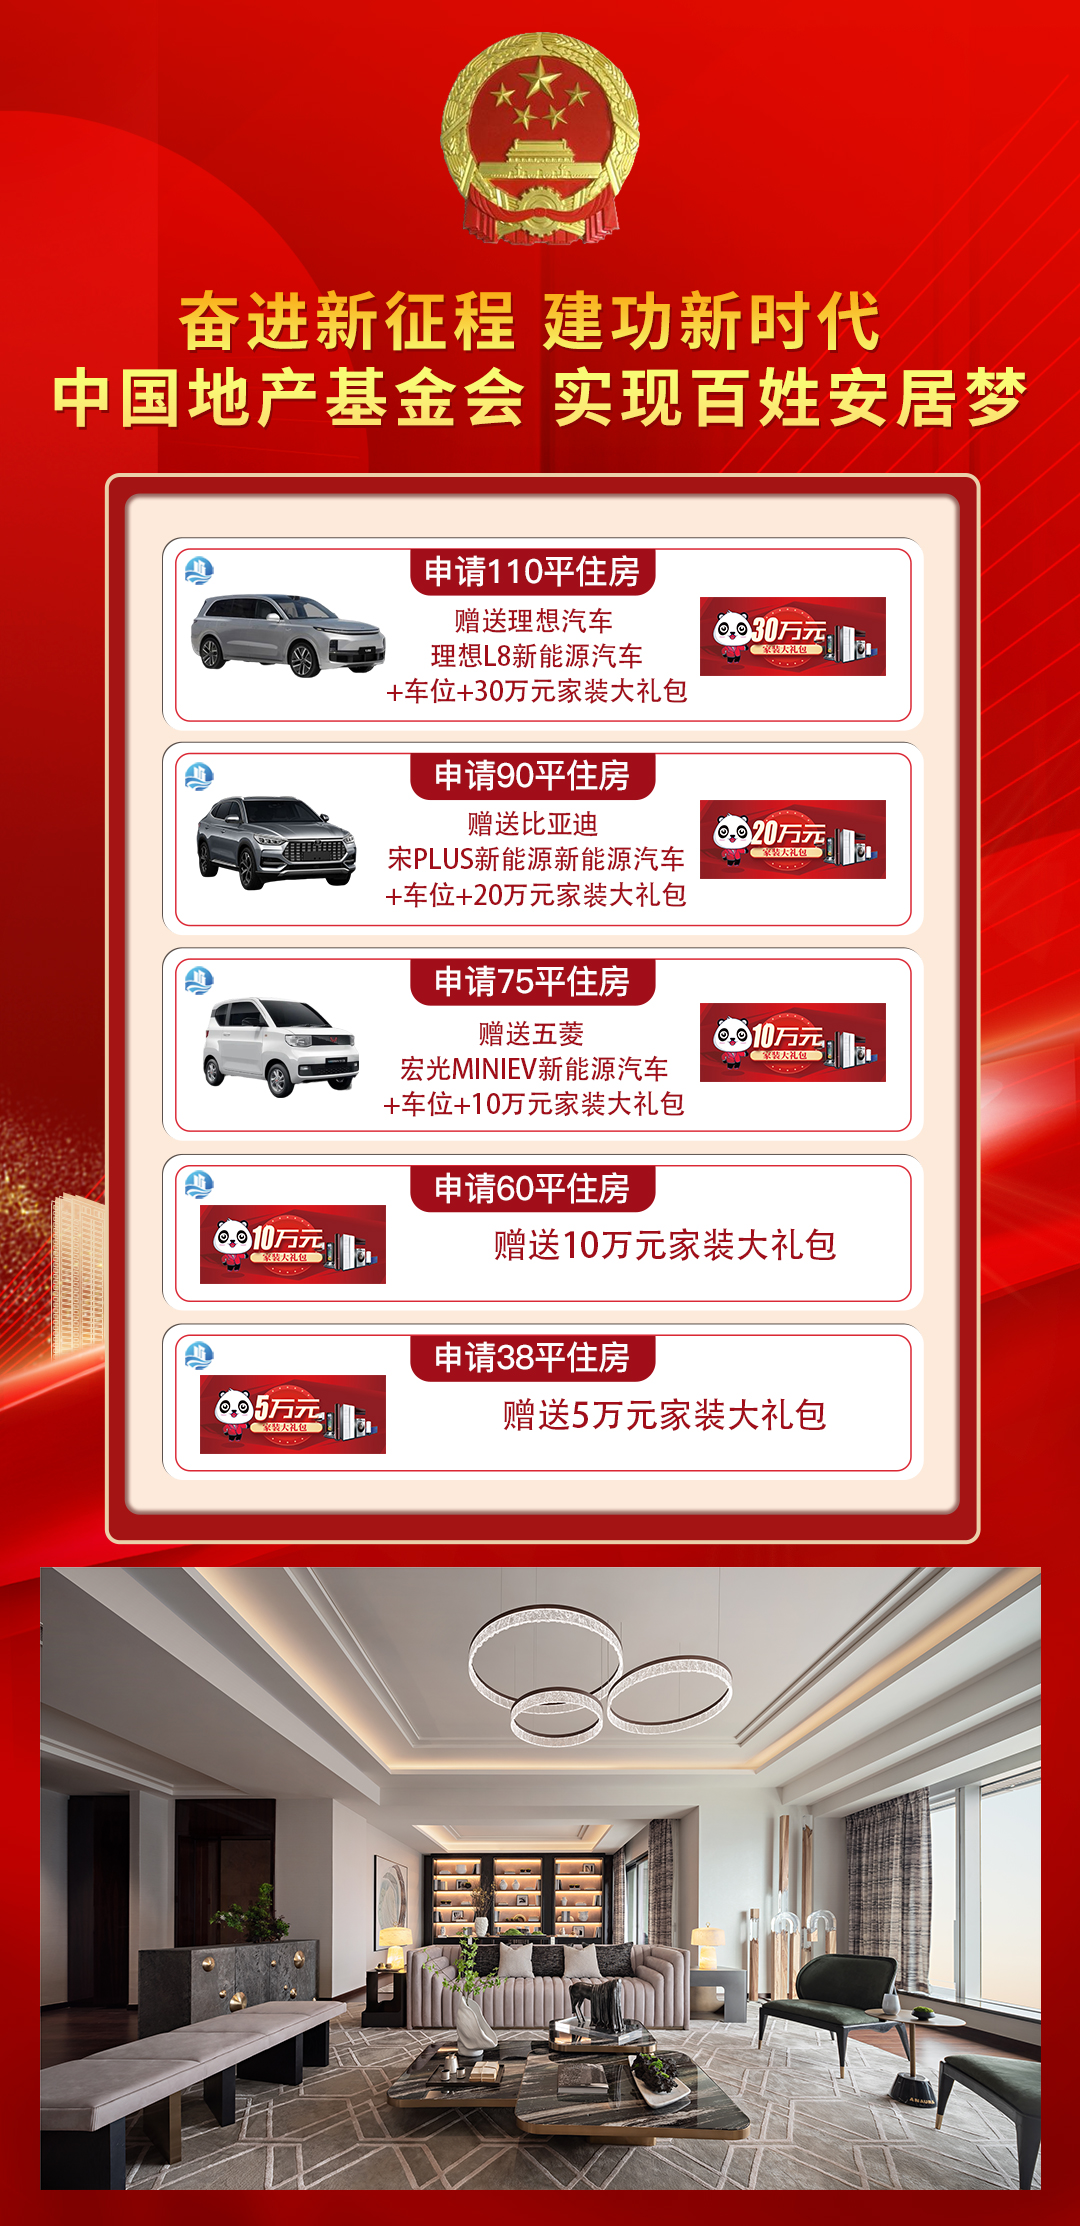 奋进新征程 建功新时代
中国地产基金会 实现百姓安居梦
申请110平住房
赠送理想汽车
理想L8新能源汽车
+车位+30万元家装大礼包
30万元
家装大礼包
申请90平住房
赠送比亚迪
宋PLUS新能源新能源汽车
+车位+20万元家装大礼包
20万元
家装大礼包
申请75平住房
赠送五菱
宏光MINIEV新能源汽车
+车位+10万元家装大礼包
10万元
家装大礼包
申请60平住房
10万元
家装大礼包
赠送10万元家装大礼包
申请38平住房
5万元
家装大礼包
赠送5万元家装大礼包